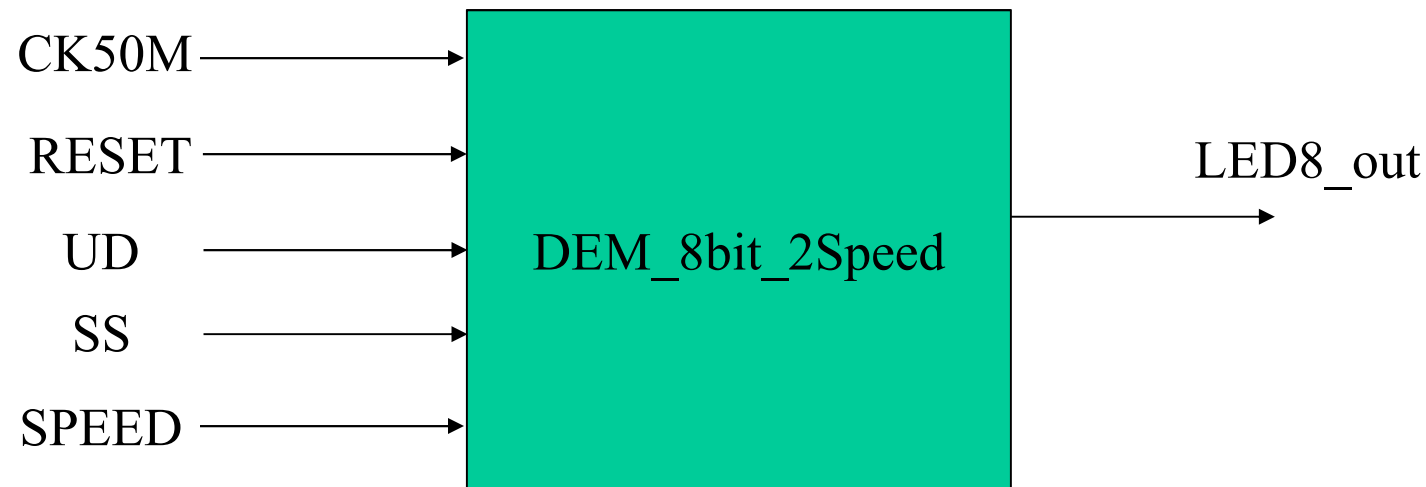 CK50M
RESET
UD
SS
SPEED
DEM_8bit_2Speed
LED8_out